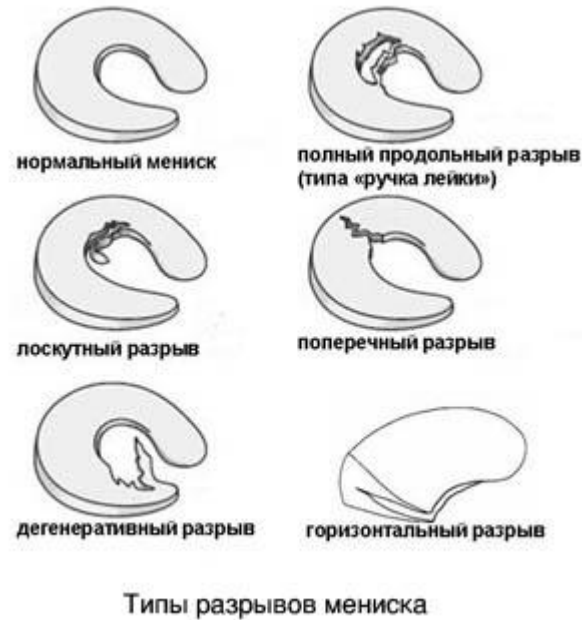 нормальный мениск
полный продольный разрыв
(типа «ручка лейки»)
лоскутный разрыв
поперечный разрыв
дегенеративный разрыв
горизонтальный разрыв
Типы разрывов мениска